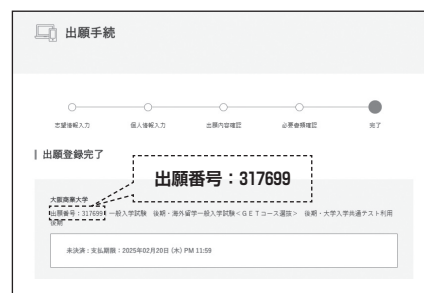 出願手続
志望情報入力
個人情報入力
出願内容確認
必要書類確認
完了
出願登録完了
出願番号：317699
大阪商業大学
出願番号：317699 一般入学試験 後期・海外留学一般入学試験＜ＧＥＴコース選抜＞ 後期・大学入学共通テスト利用
後期
未決済：支払期限：2025年02月20日 (木) PM 11:59